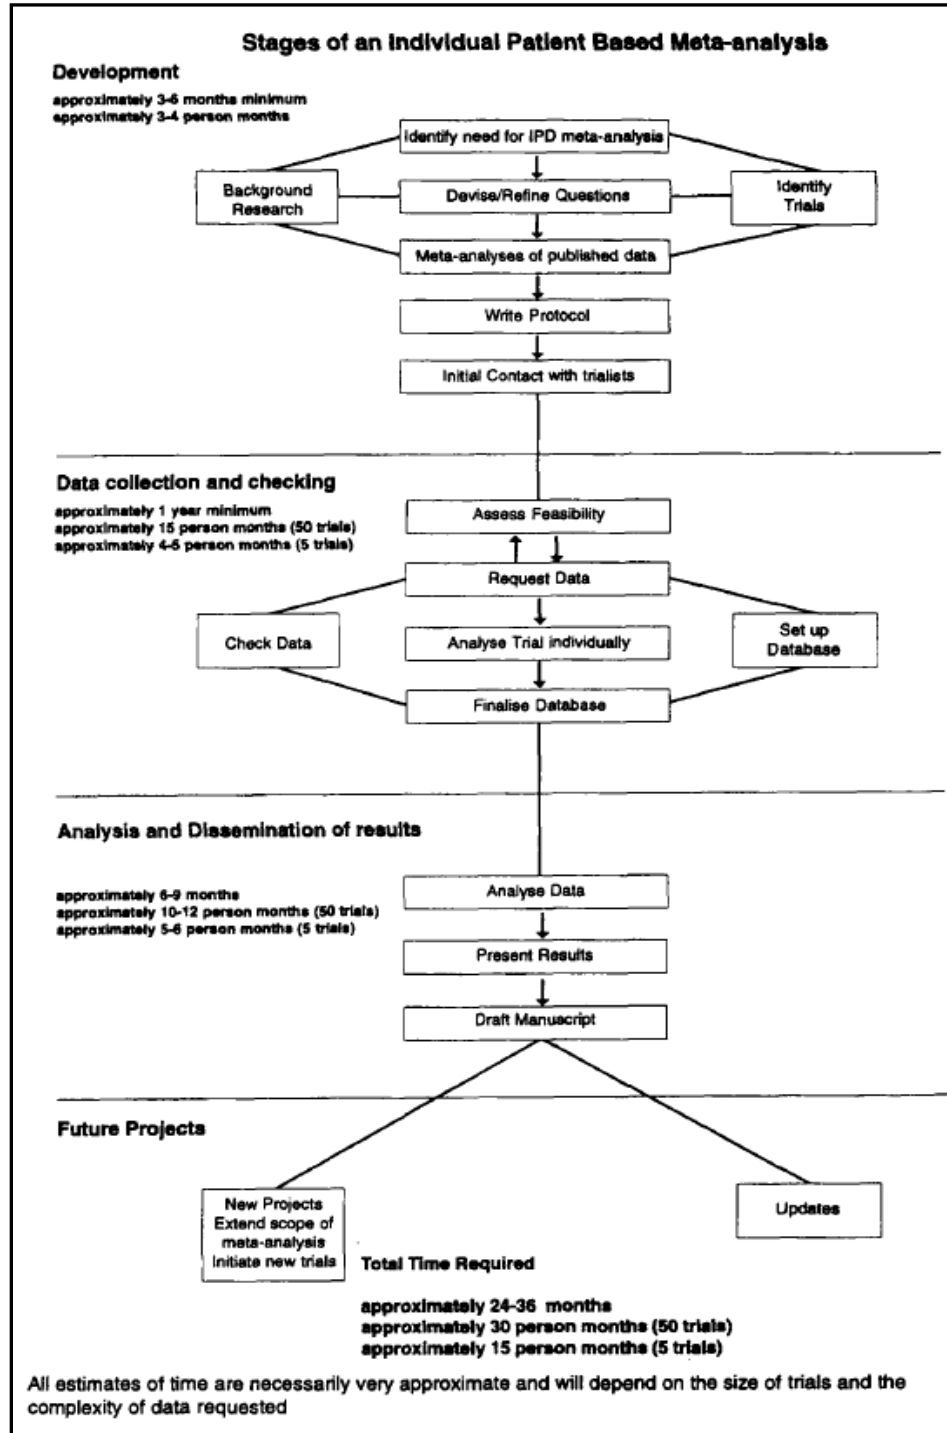 Stages of an Individual Patient Based Meta-analysis
Development
approximately 3-6 months minimum
approximately 3-4 person months
Identify need for IPD meta-analysis
Background
Research
Devise/Refine Questions
Identify
Trials
Meta-analyses of published data
Write Protocol
Initial Contact with trialists
Data collection and checking
approximately 1 year minimum
approximately 15 person months (50 trials)
approximately 4-5 person months (5 trials)
Assess Feasibility
Request Data
Check Data
Analyse Trial individually
Set up
Database
Finalise Database
Analysis and Dissemination of results
approximately 6-9 months
approximately 10-12 person months (50 trials)
approximately 5-6 person months (5 trials)
Analyse Data
Present Results
Draft Manuscript
Future Projects
New Projects
Extend scope of
meta-analysis
Initiate new trials
Updates
Total Time Required
approximately 24-36 months
approximately 30 person months (50 trials)
approximately 15 person months (5 trials)
All estimates of time are necessarily very approximate and will depend on the size of trials and the
complexity of data requested